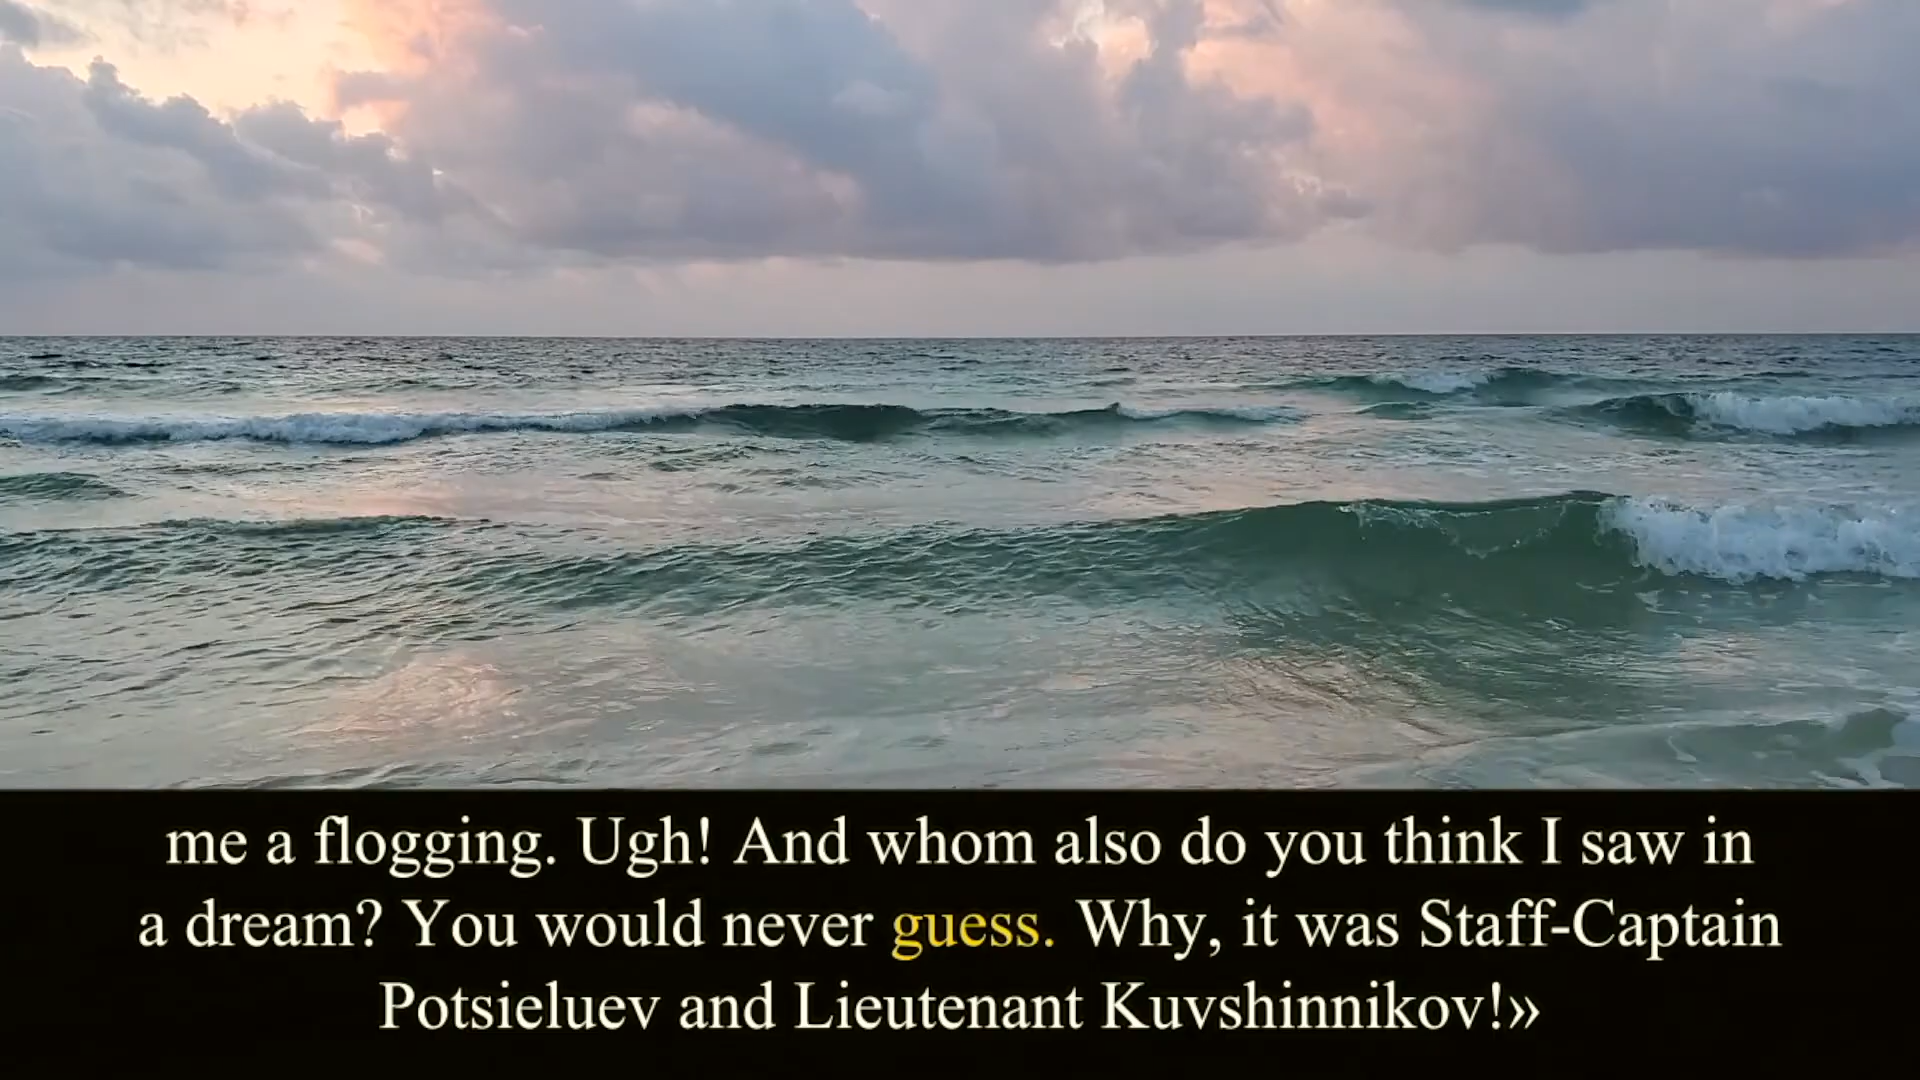 me a flogging. Ugh! And whom also do you think I saw in
a dream? You would never guess. Why, it was Staff-Captain
Potsieluev and Lieutenant Kuvshinnikov!»